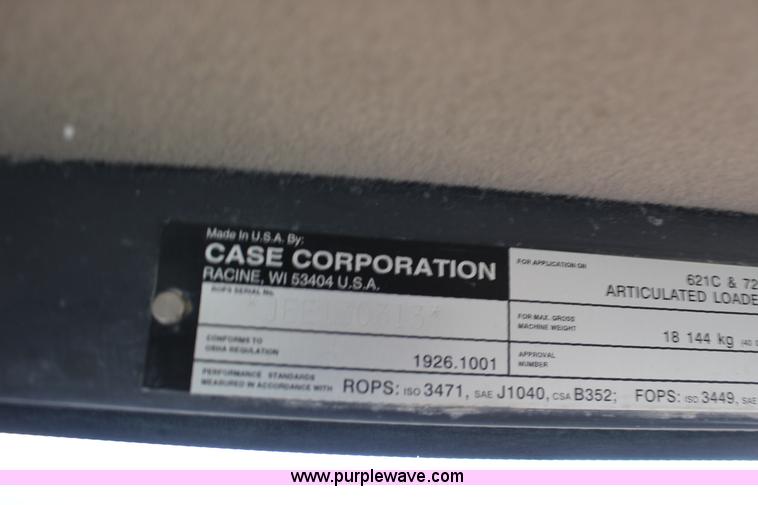 Made in U.S.A. By:
CASE CORPORATION
RACINE, WI 53404 U.S.A.
ROPS SERIAL No.
CONFORMS TO
OSHA REGULATION
1926.1001
PERFORMANCE STANDARDS
MEASURED IN ACCORDANCE WITH ROPS: ISO 3471, SAE J1040, CSA B352; FOPS: ISO 3449, SAE
FOR APPLICATION ON
621C & 72
ARTICULATED LOADE
FOR MAX. GROSS
MACHINE WEIGHT
18 144 kg (40
APPROVAL
NUMBER
www.purplewave.com